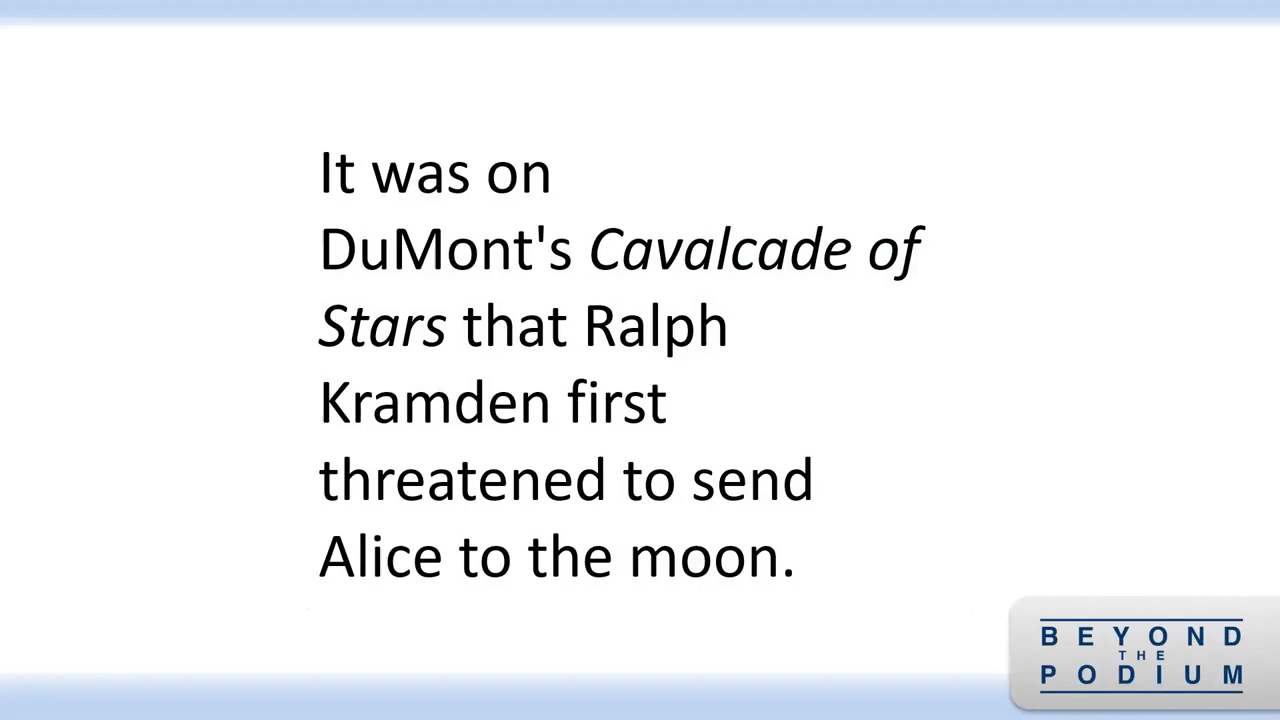 It was on
DuMont's Cavalcade of
Stars that Ralph
Kramden first
threatened to send
Alice to the moon.
BEYOND
THE
PODIUM